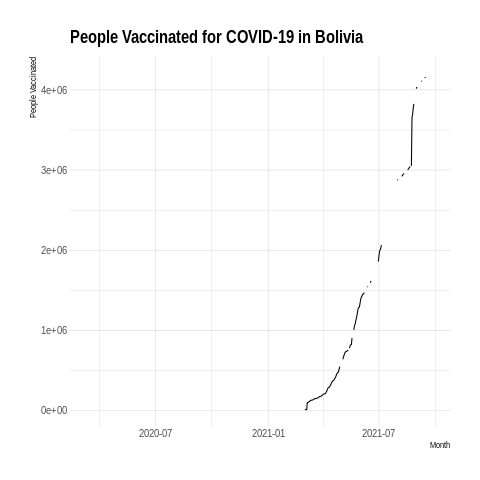 People Vaccinated for COVID-19 in Bolivia
People Vaccinated
4e+06
3e+06
2e+06
1e+06
0e+00
2020-07 2021-01 2021-07
Month